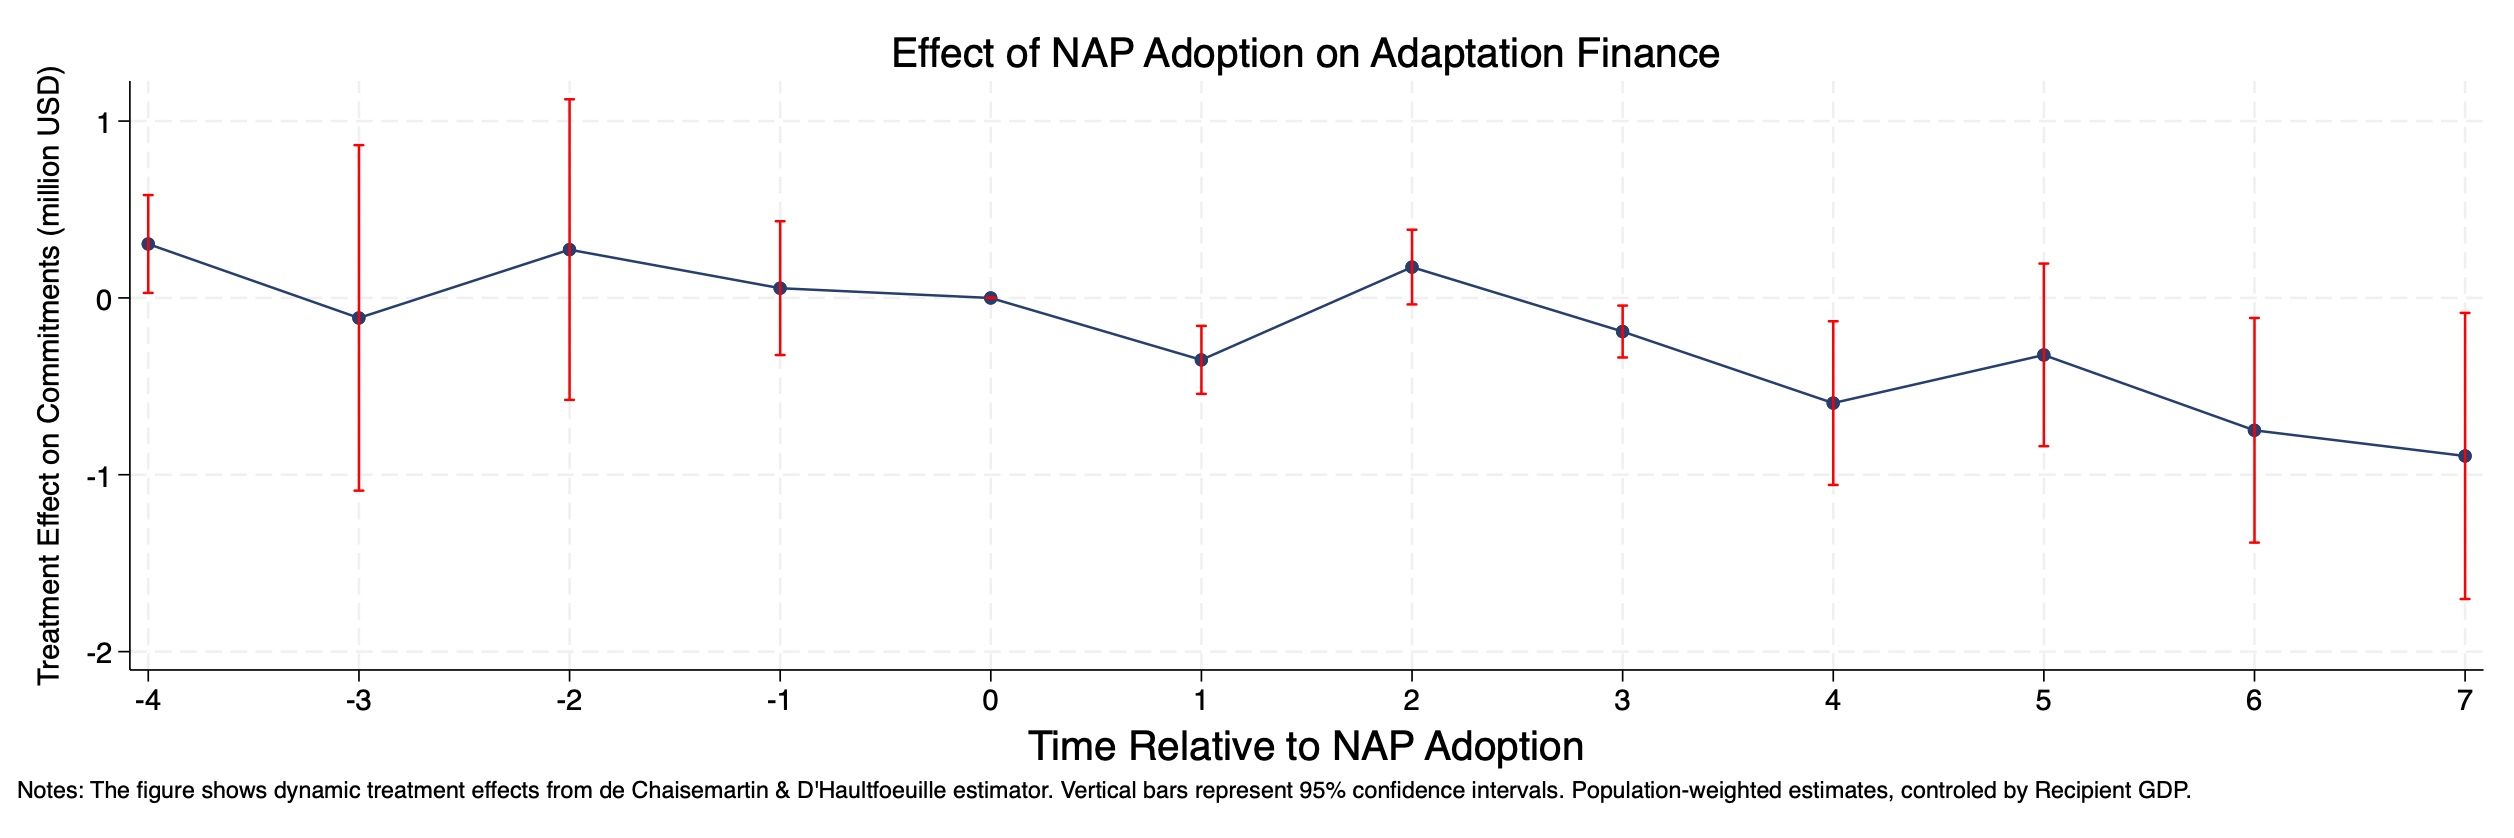 Effect of NAP Adoption on Adaptation Finance
Treatment Effect on Commitments (million USD)
1
0
-1
-2
-4 -3 -2 -1 0 1 2 3 4 5 6 7
Time Relative to NAP Adoption
Notes: The figure shows dynamic treatment effects from de Chaisemartin & D'Haultfoeuille estimator. Vertical bars represent 95% confidence intervals. Population-weighted estimates, controled by Recipient GDP.